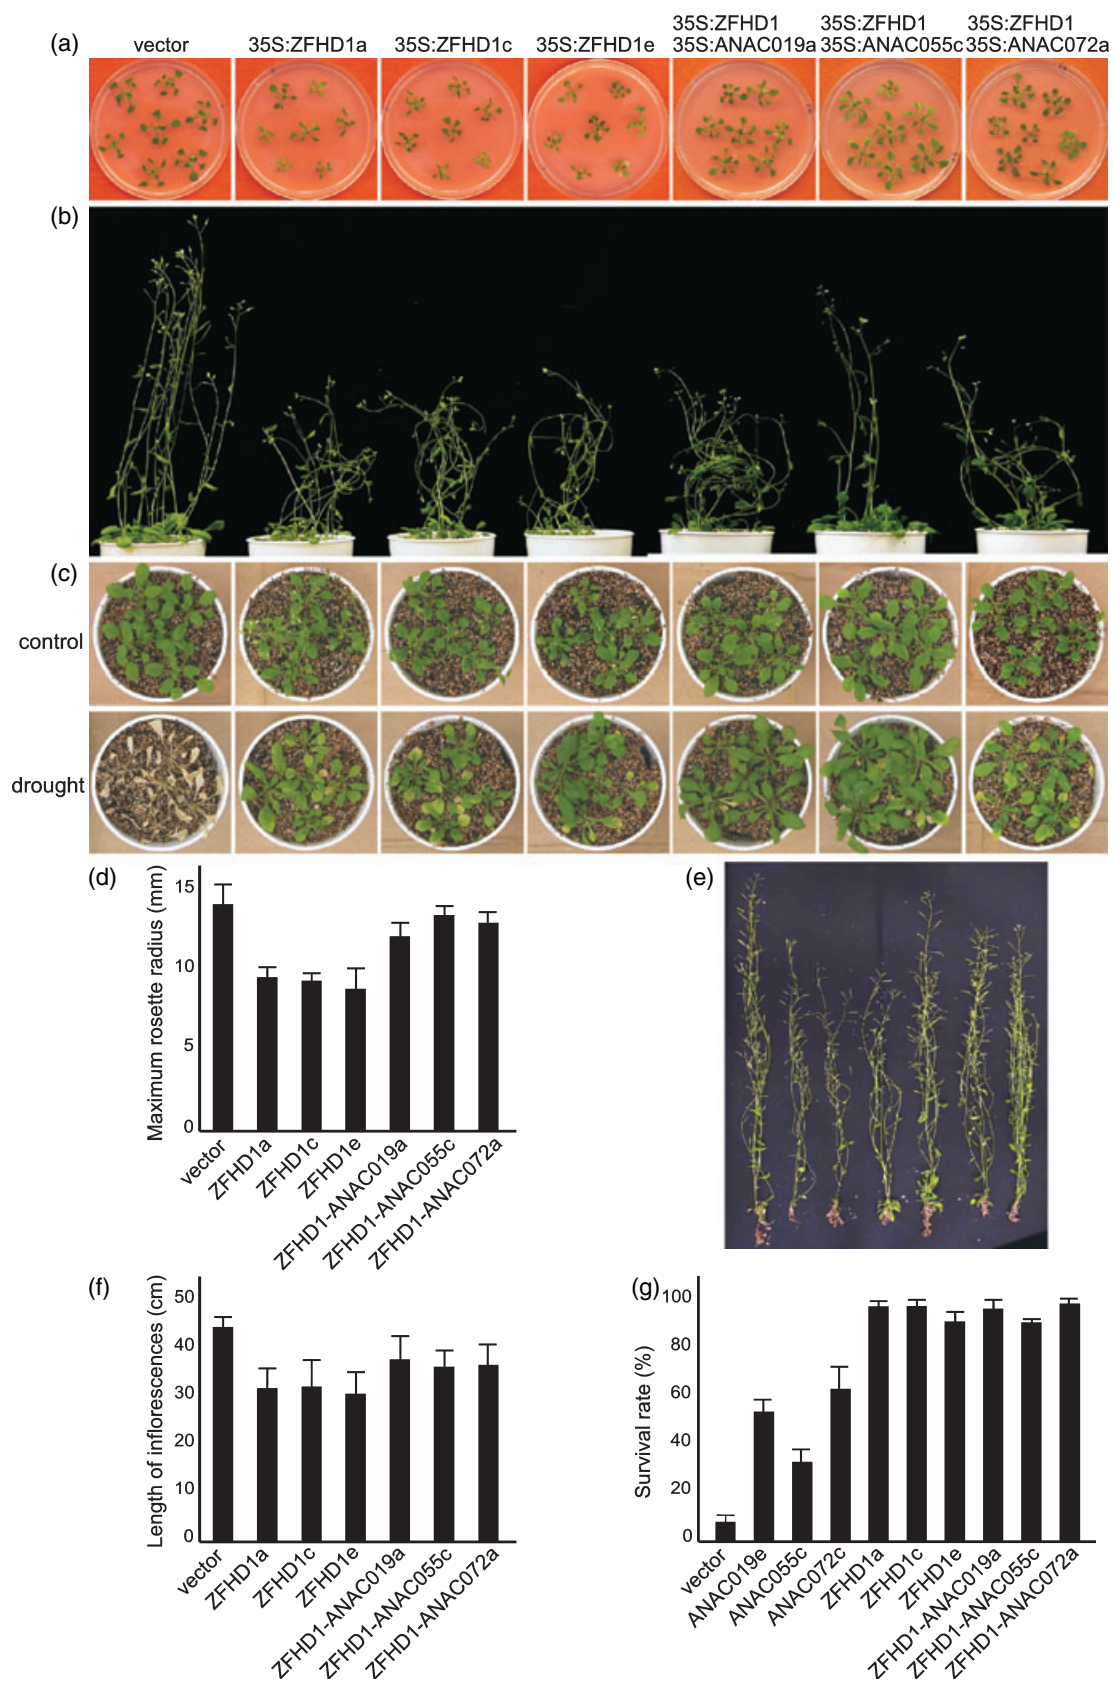 (a)
vector
35S:ZFHD1a
35S:ZFHD1c
35S:ZFHD1e
35S:ZFHD1
35S:ANAC019a
35S:ZFHD1
35S:ANAC055c
35S:ZFHD1
35S:ANAC072a
(b)
(c)
control
drought
(d)
Maximum rosette radius (mm)
15
10
5
0
vector
ZFHD1a
ZFHD1c
ZFHD1e
ZFHD1-ANAC019a
ZFHD1-ANAC055c
ZFHD1-ANAC072a
(e)
(f)
Length of inflorescences (cm)
50
40
30
20
10
0
vector
ZFHD1a
ZFHD1c
ZFHD1e
ZFHD1-ANAC019a
ZFHD1-ANAC055c
ZFHD1-ANAC072a
(g)
Survival rate (%)
100
80
60
40
20
0
vector
ANAC019e
ANAC055c
ANAC072c
ZFHD1a
ZFHD1c
ZFHD1e
ZFHD1-ANAC019a
ZFHD1-ANAC055c
ZFHD1-ANAC072a